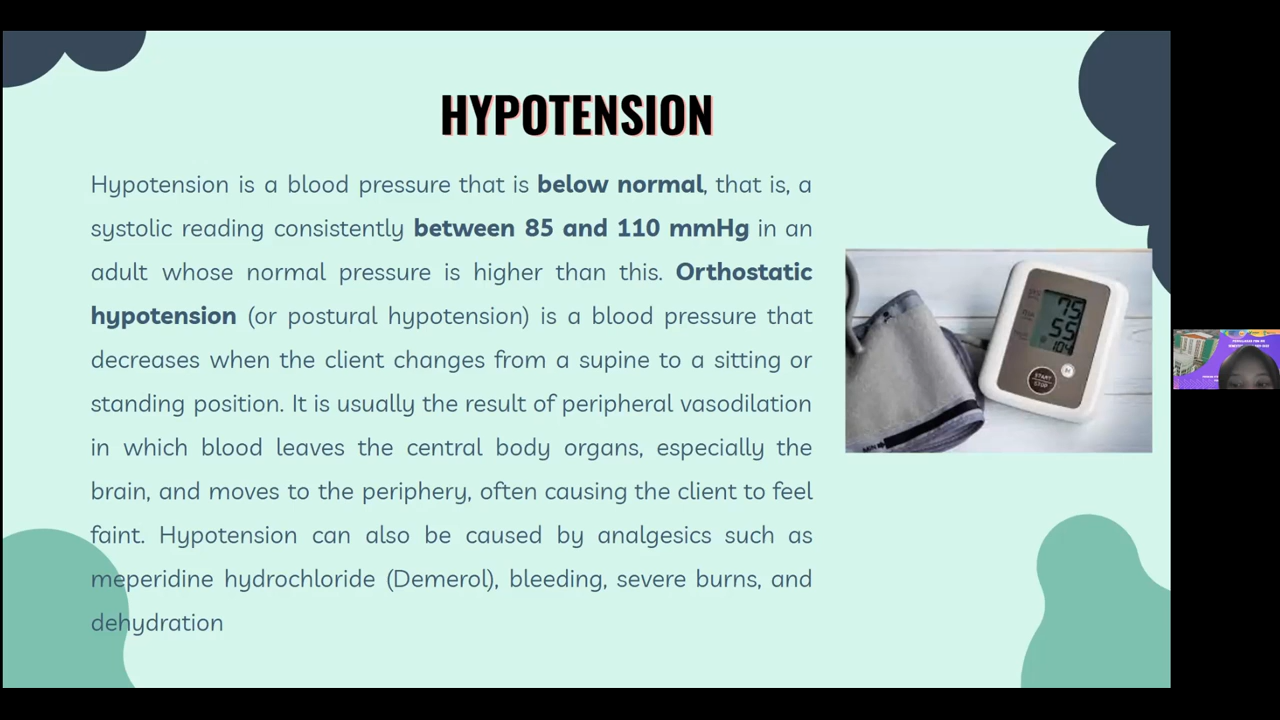 HYPOTENSION
Hypotension is a blood pressure that is below normal, that is, a
systolic reading consistently between 85 and 110 mmHg in an
adult whose normal pressure is higher than this. Orthostatic
hypotension (or postural hypotension) is a blood pressure that
decreases when the client changes from a supine to a sitting or
standing position. It is usually the result of peripheral vasodilation
in which blood leaves the central body organs, especially the
brain, and moves to the periphery, often causing the client to feel
faint. Hypotension can also be caused by analgesics such as
meperidine hydrochloride (Demerol), bleeding, severe burns, and
dehydration
75
55
104
START
STOP
M